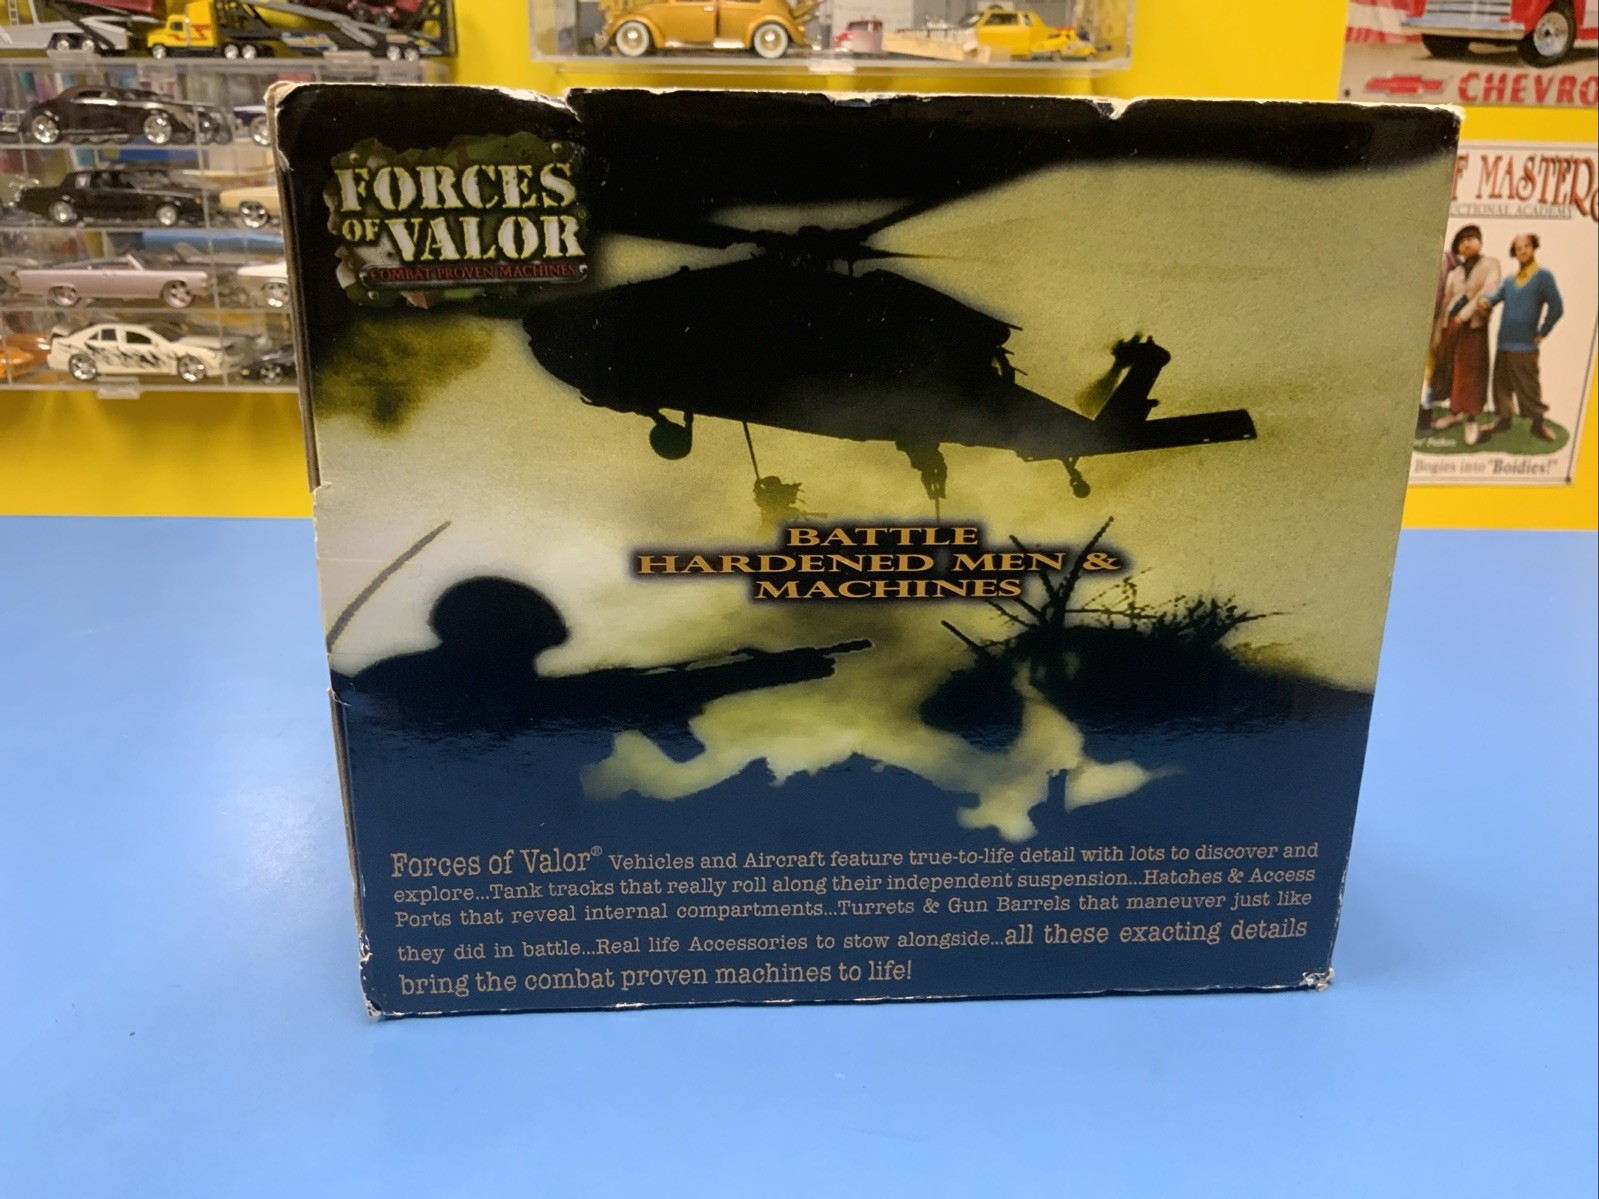 FORCES
OF VALOR
COMBAT PROVEN MACHINES
BATTLE
HARDENED MEN &
MACHINES
Forces of Valor® Vehicles and Aircraft feature true-to-life detail with lots to discover and
explore...Tank tracks that really roll along their independent suspension...Hatches & Access
Ports that reveal internal compartments...Turrets & Gun Barrels that maneuver just like
they did in battle...Real life Accessories to stow alongside...all these exacting details
bring the combat proven machines to life!
CHEVRO
F MASTER
CTIONAL ACADEMY
Bogies into "Boidies!"